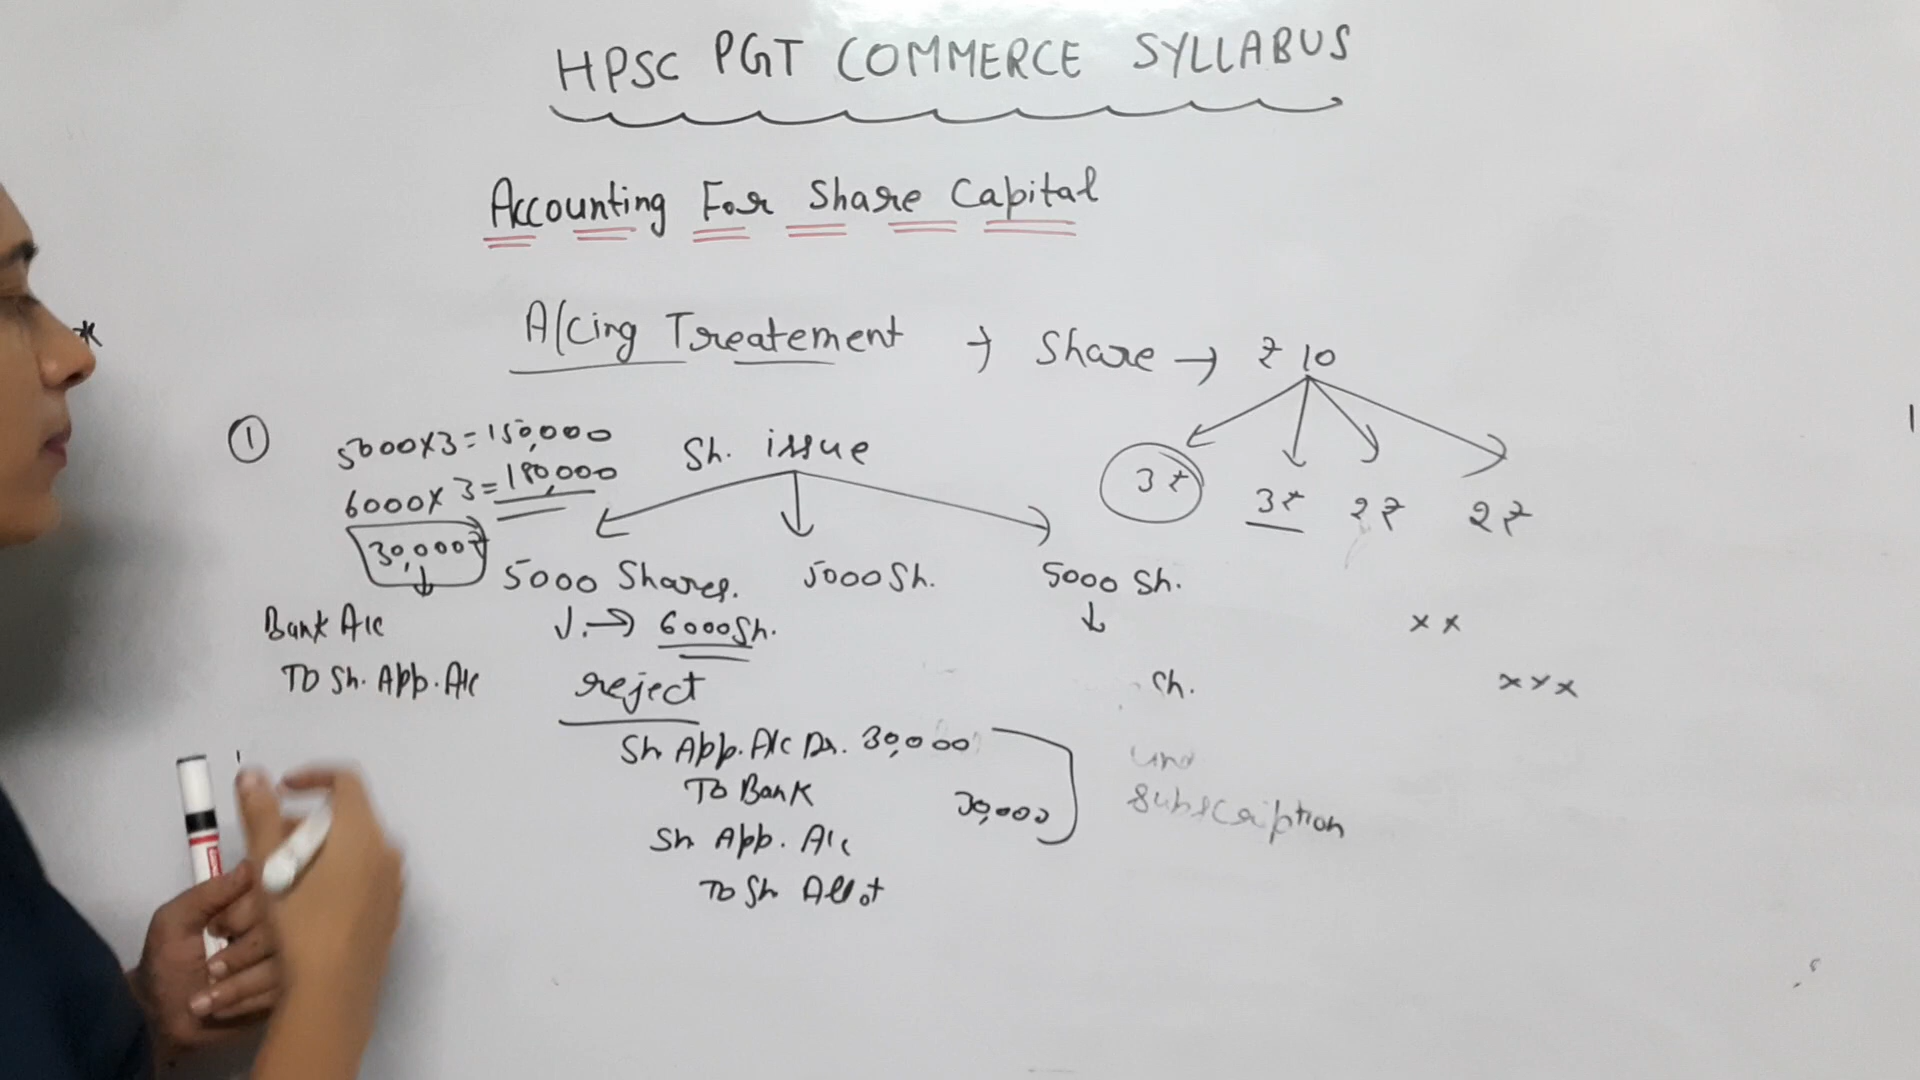 HPSC PGT COMMERCE SYLLABUS
Accounting For Share Capital
A/cing Treatement → Share → ₹ 10
3₹ 3₹ 2₹ 2₹
①
5000×3=150,000
6000×3=180,000
30,000₹
Sh. issue
5000 Shares. 5000 Sh. 5000 Sh.
→ 6000 Sh.
Bank A/c
To Sh. App. A/c
reject
Sh App. A/c Dr. 30,000
To Bank 30,000
Sh App. A/c
To Sh Allot
Sh.
x x
x x x
und
subscription